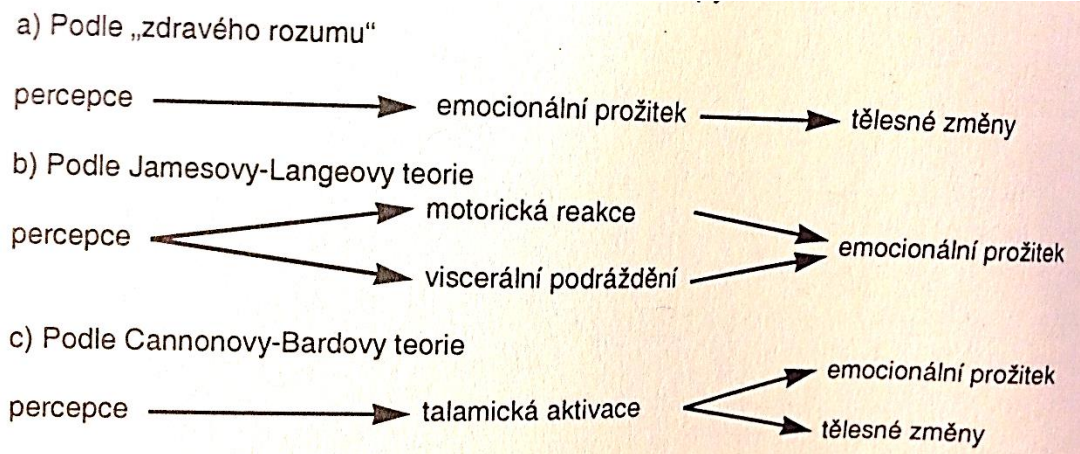 a) Podle „zdravého rozumu“
percepce emocionální prožitek tělesné změny
b) Podle Jamesovy-Langeovy teorie
motorická reakce
percepce emocionální prožitek
viscerální podráždění
c) Podle Cannonovy-Bardovy teorie
emocionální prožitek
percepce talamická aktivace
tělesné změny